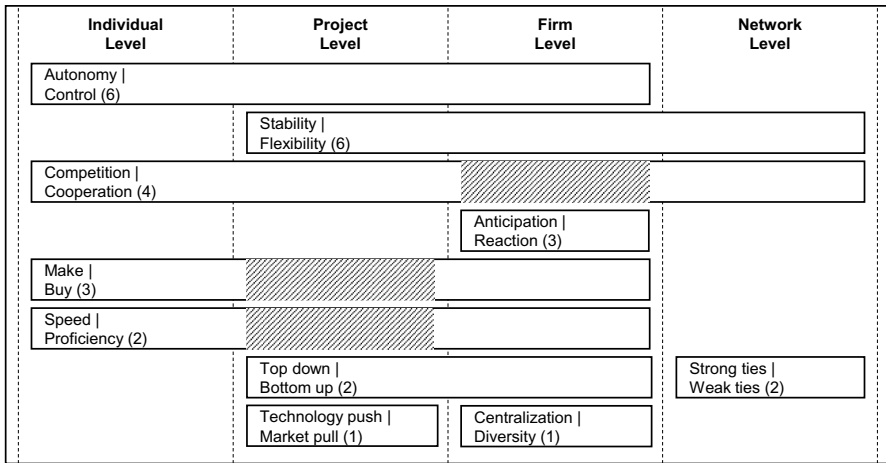 Individual
Level
Project
Level
Firm
Level
Network
Level
Autonomy |
Control (6)
Stability |
Flexibility (6)
Competition |
Cooperation (4)
Anticipation |
Reaction (3)
Make |
Buy (3)
Speed |
Proficiency (2)
Top down |
Bottom up (2)
Strong ties |
Weak ties (2)
Technology push |
Market pull (1)
Centralization |
Diversity (1)